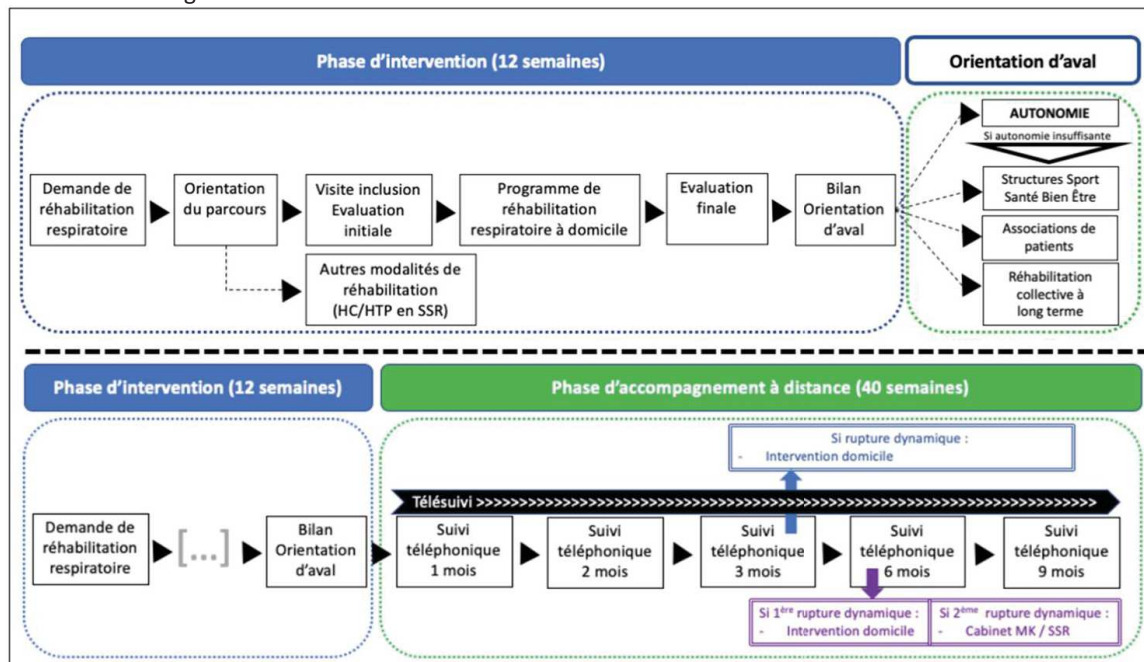 Phase d'intervention (12 semaines)
Orientation d'aval
Demande de
réhabilitation
respiratoire
Orientation
du parcours
Visite inclusion
Evaluation
initiale
Programme de
réhabilitation
respiratoire à domicile
Evaluation
finale
Bilan
Orientation
d'aval
Autres modalités de
réhabilitation
(HC/HTP en SSR)
AUTONOMIE
Si autonomie insuffisante
Structures Sport
Santé Bien Être
Associations de
patients
Réhabilitation
collective à
long terme
Phase d'intervention (12 semaines)
Phase d'accompagnement à distance (40 semaines)
Si rupture dynamique :
- Intervention domicile
Télésuivi
Demande de
réhabilitation
respiratoire
[...]
Bilan
Orientation
d'aval
Suivi
téléphonique
1 mois
Suivi
téléphonique
2 mois
Suivi
téléphonique
3 mois
Suivi
téléphonique
6 mois
Suivi
téléphonique
9 mois
Si 1ère rupture dynamique :
- Intervention domicile
Si 2ème rupture dynamique :
- Cabinet MK / SSR